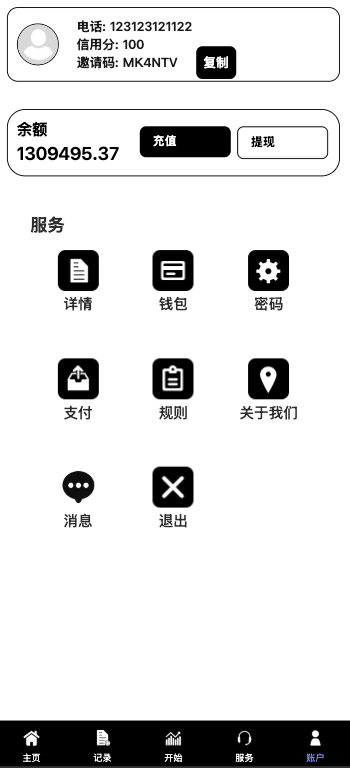 电话: 123123121122
信用分: 100
邀请码: MK4NTV 复制
余额
1309495.37 充值 提现
服务
详情 钱包 密码
支付 规则 关于我们
消息 退出
主页 记录 开始 服务 账户